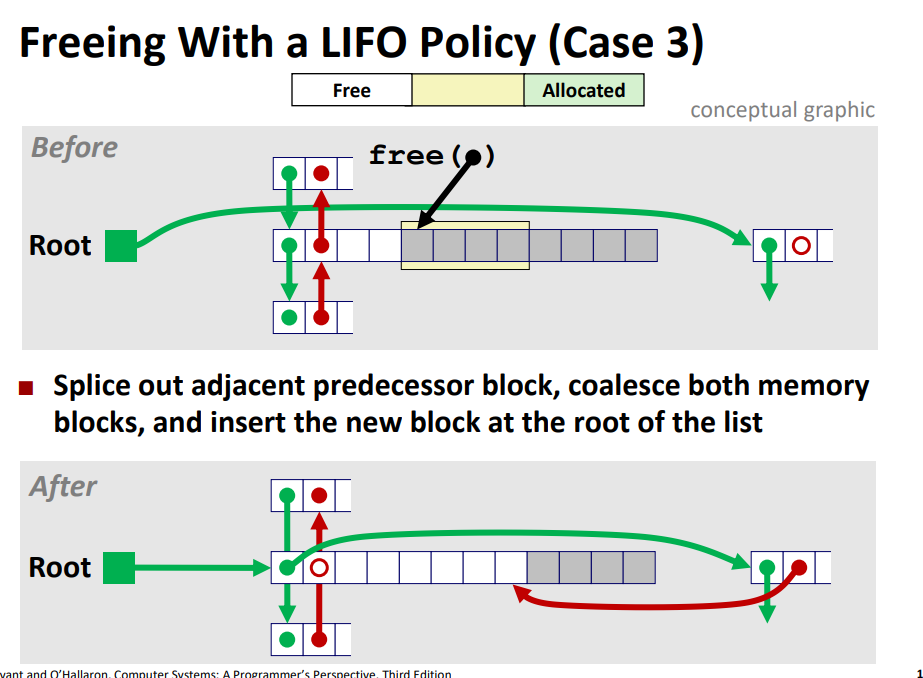 Freeing With a LIFO Policy (Case 3)
Free
Allocated
conceptual graphic
Before
free( )
Root
Splice out adjacent predecessor block, coalesce both memory
blocks, and insert the new block at the root of the list
After
Root
yant and O'Hallaron, Computer Systems: A Programmer's Perspective, Third Edition
1